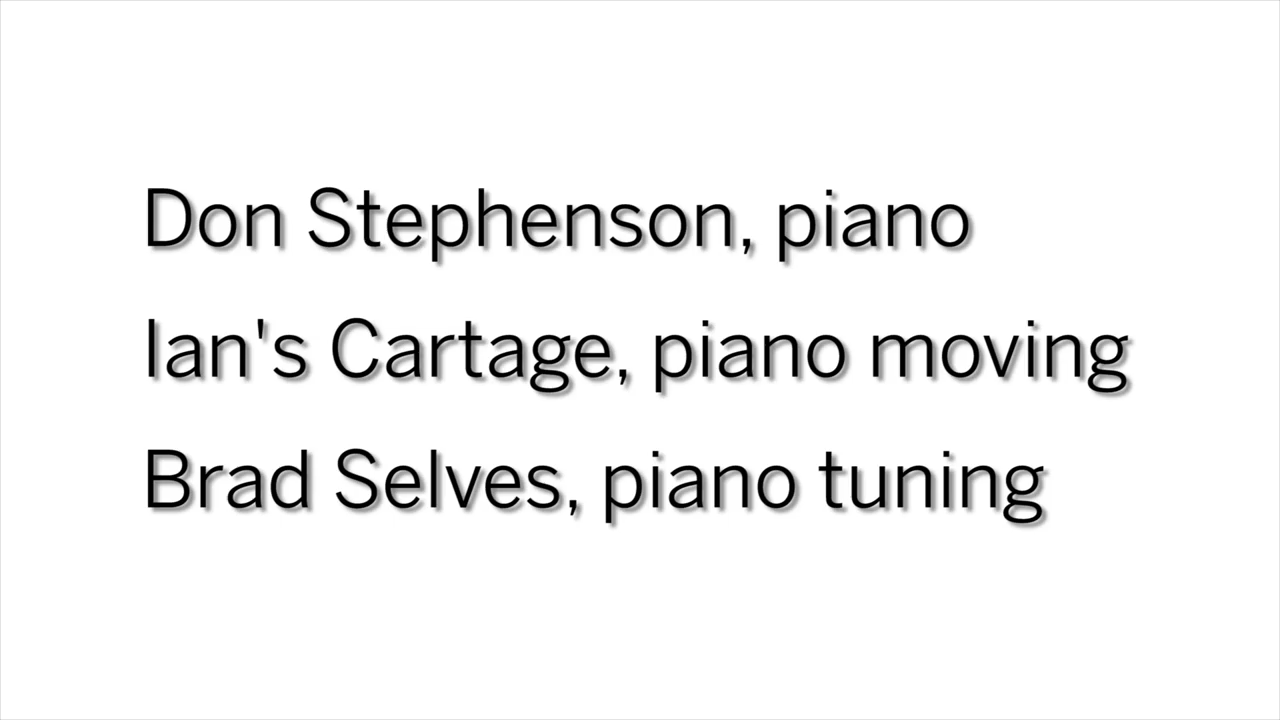 Don Stephenson, piano
Ian's Cartage, piano moving
Brad Selves, piano tuning